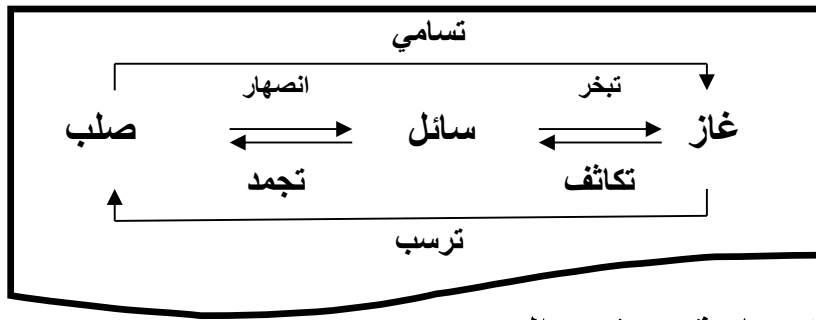 تسامي
انصهار تبخر
صلب سائل غاز
تجمد تكاثف
ترسب